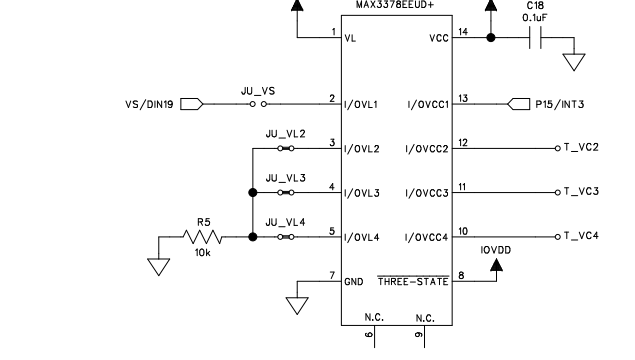 MAX3378EEUD+
C18
0.1uF
1 VL VCC 14
VS/DIN19 JU_VS 2 I/OVL1 I/OVCC1 13 P15/INT3
JU_VL2 3 I/OVL2 I/OVCC2 12 T_VC2
JU_VL3 4 I/OVL3 I/OVCC3 11 T_VC3
R5 10k JU_VL4 5 I/OVL4 I/OVCC4 10 T_VC4
IOVDD
7 GND THREE-STATE 8
N.C. N.C.
6 9